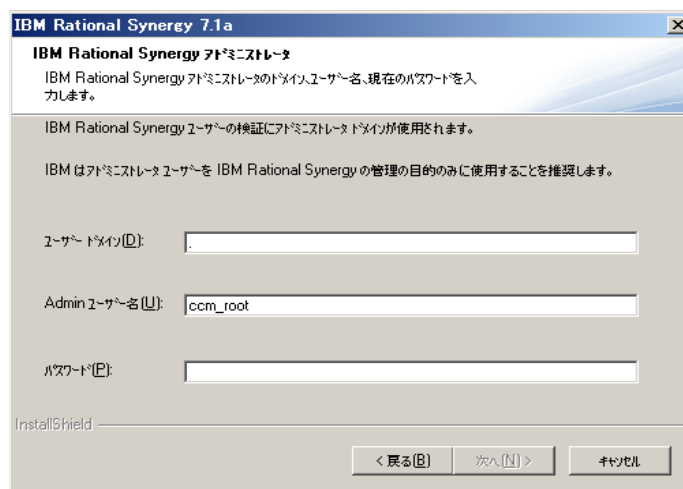 IBM Rational Synergy 7.1a
IBM Rational Synergy ｱﾄﾞﾐﾆｽﾄﾚｰﾀ
IBM Rational Synergy ｱﾄﾞﾐﾆｽﾄﾚｰﾀのﾄﾞﾒｲﾝ、ﾕｰｻﾞｰ名、現在のﾊﾟｽﾜｰﾄﾞを入
力します。
IBM Rational Synergy ﾕｰｻﾞｰの検証にｱﾄﾞﾐﾆｽﾄﾚｰﾀ ﾄﾞﾒｲﾝが使用されます。
IBM はｱﾄﾞﾐﾆｽﾄﾚｰﾀ ﾕｰｻﾞｰを IBM Rational Synergy の管理の目的のみに使用することを推奨します。
ﾕｰｻﾞｰ ﾄﾞﾒｲﾝ(D):
.
Admin ﾕｰｻﾞｰ名(U):
ccm_root
ﾊﾟｽﾜｰﾄﾞ(P):
InstallShield
< 戻る(B)
次へ(N) >
ｷｬﾝｾﾙ